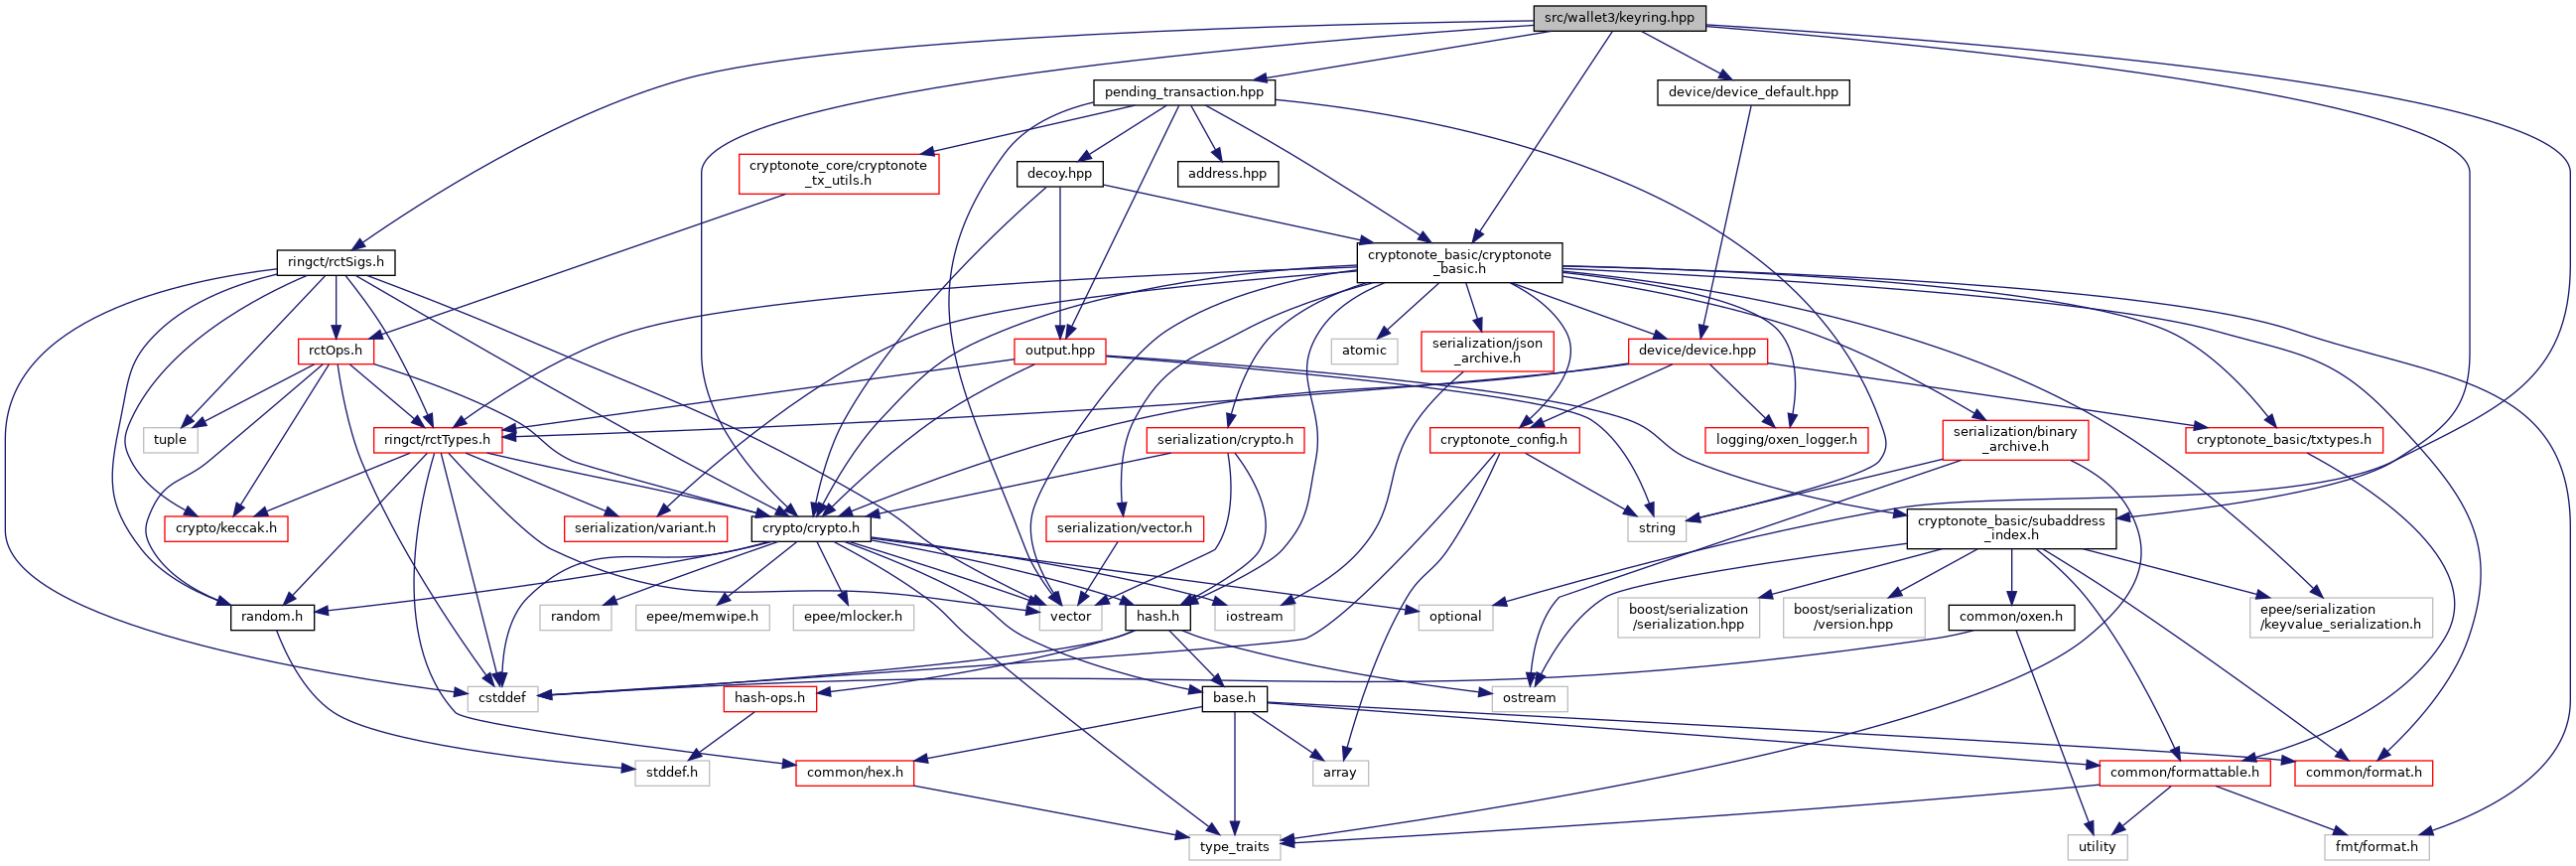 src/wallet3/keyring.hpp
pending_transaction.hpp
device/device_default.hpp
cryptonote_core/cryptonote
_tx_utils.h
decoy.hpp
address.hpp
ringct/rctSigs.h
cryptonote_basic/cryptonote
_basic.h
rctOps.h
output.hpp
atomic
serialization/json
_archive.h
device/device.hpp
tuple
ringct/rctTypes.h
serialization/crypto.h
cryptonote_config.h
logging/oxen_logger.h
serialization/binary
_archive.h
cryptonote_basic/txtypes.h
crypto/keccak.h
serialization/variant.h
crypto/crypto.h
serialization/vector.h
string
cryptonote_basic/subaddress
_index.h
random.h
random
epee/memwipe.h
epee/mlocker.h
vector
hash.h
iostream
optional
boost/serialization
/serialization.hpp
boost/serialization
/version.hpp
common/oxen.h
epee/serialization
/keyvalue_serialization.h
cstddef
hash-ops.h
base.h
ostream
stddef.h
common/hex.h
array
common/formattable.h
common/format.h
type_traits
utility
fmt/format.h